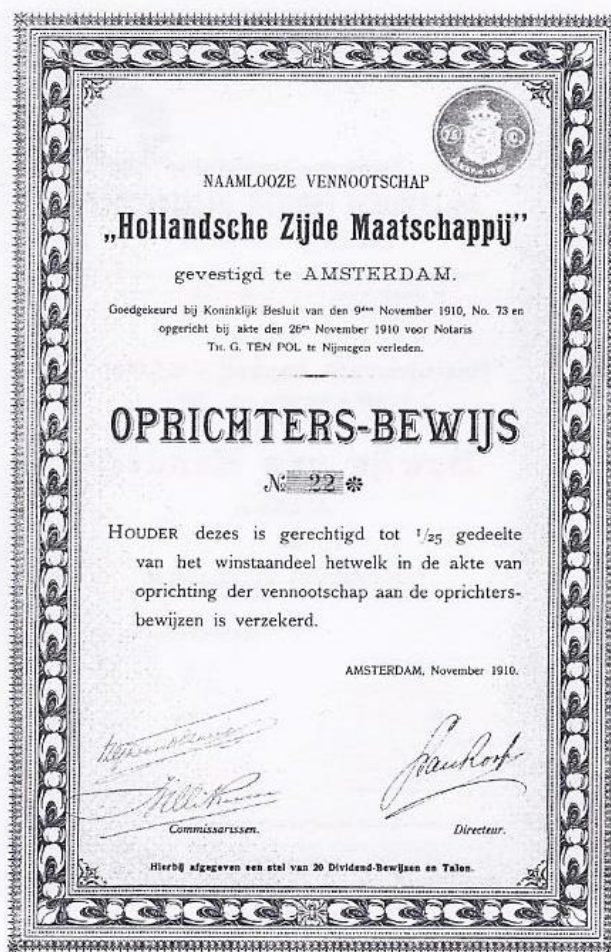 75 C
NAAMLOOZE VENNOOTSCHAP
„Hollandsche Zijde Maatschappij”
gevestigd te AMSTERDAM.
Goedgekeurd bij Koninklijk Besluit van den 9den November 1910, No. 73 en
opgericht bij akte den 26en November 1910 voor Notaris
TH. G. TEN POL te Nijmegen verleden.
OPRICHTERS-BEWIJS
No 22 *
HOUDER dezes is gerechtigd tot 1/25 gedeelte
van het winstaandeel hetwelk in de akte van
oprichting der vennootschap aan de oprichters-
bewijzen is verzekerd.
AMSTERDAM, November 1910.
Commissarissen.
Directeur.
Hierbij afgegeven een stel van 20 Dividend-Bewijzen en Talon.